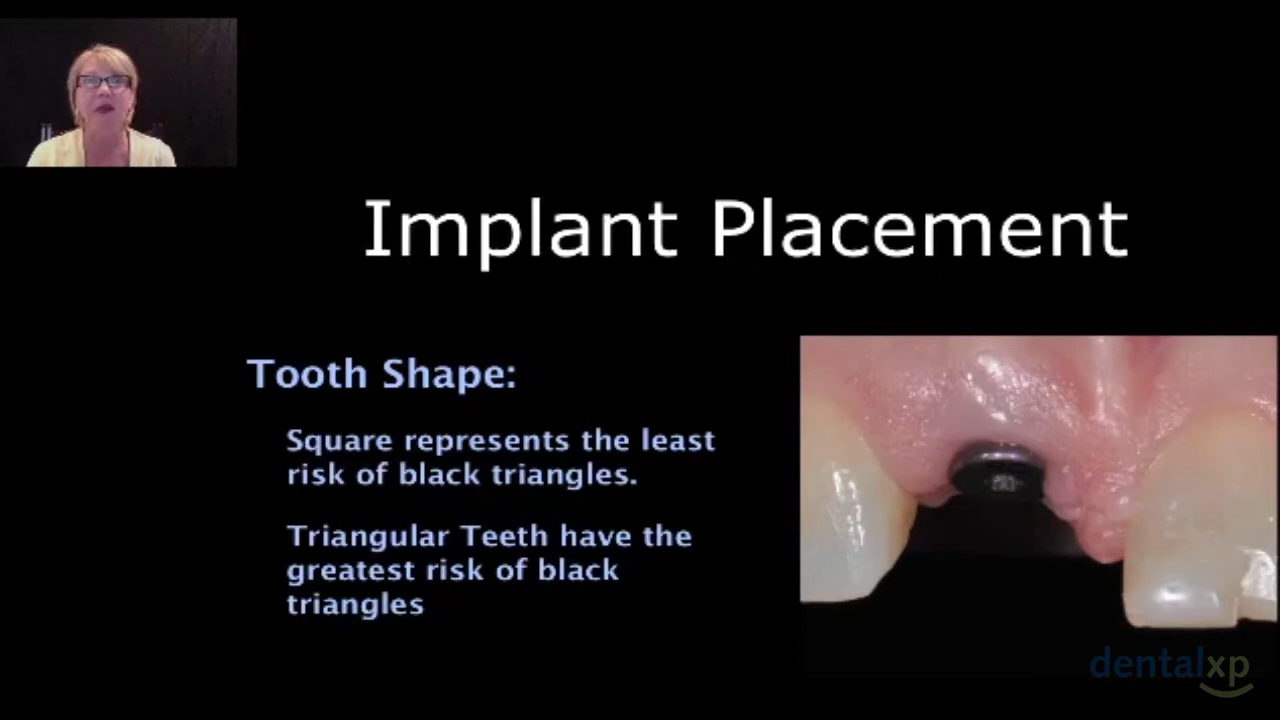 Implant Placement
Tooth Shape:
Square represents the least
risk of black triangles.
Triangular Teeth have the
greatest risk of black
triangles
dentalxp